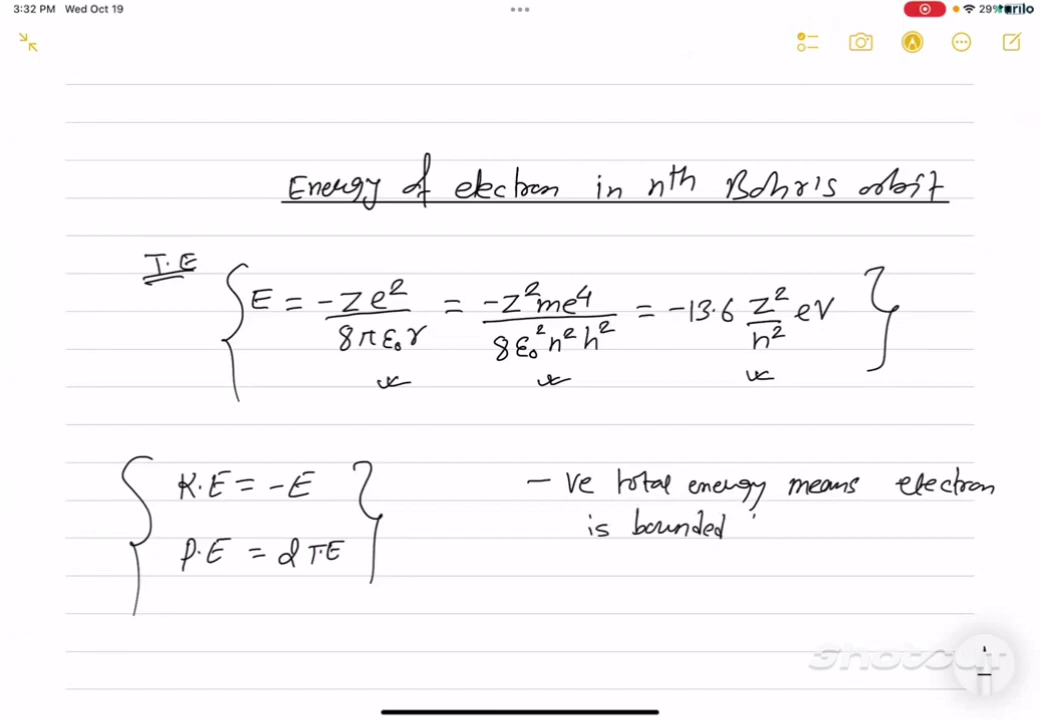 3:32 PM Wed Oct 19
29%
Energy of electron in nth Bohr's orbit
T.E
E = -Ze²/8πε₀r = -Z²me⁴/8ε₀²n²h² = -13.6 Z²/n² eV
K.E = -E
- ve total energy means electron
is bounded
P.E = 2 T.E
Shotcut